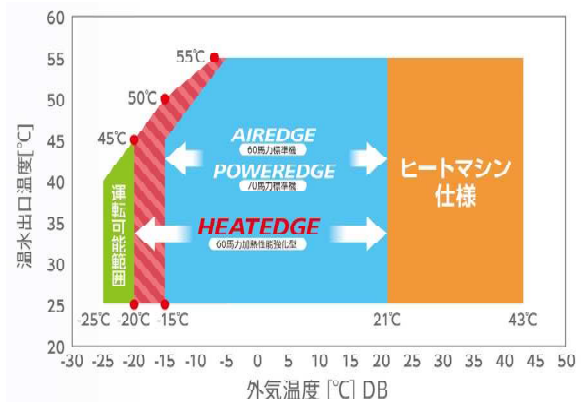 60
55
50
45
40
35
30
25
20
温水出口温度[℃]
55℃
50℃
45℃
AIREDGE
60馬力標準機
POWEREDGE
70馬力標準機
HEATEDGE
60馬力加熱性能強化型
ヒートマシン
仕様
運転可能範囲
-25℃
-20℃
-15℃
21℃
43℃
-30 -25 -20 -15 -10 -5 0 5 10 15 20 25 30 35 40 45 50
外気温度 [℃] DB